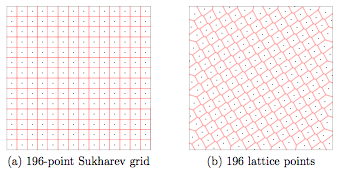 (a) 196-point Sukharev grid
(b) 196 lattice points